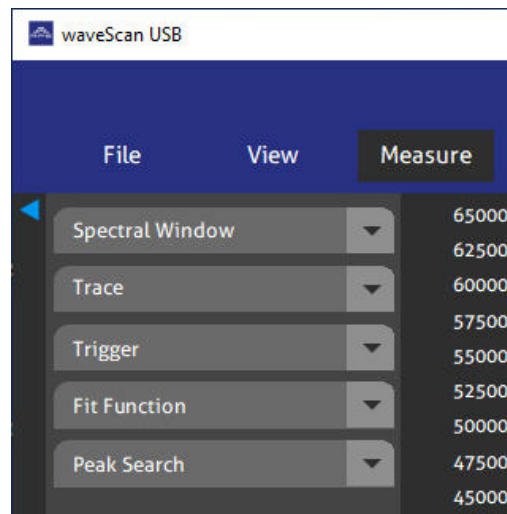 waveScan USB
File View Measure
Spectral Window
Trace
Trigger
Fit Function
Peak Search
65000
62500
60000
57500
55000
52500
50000
47500
45000